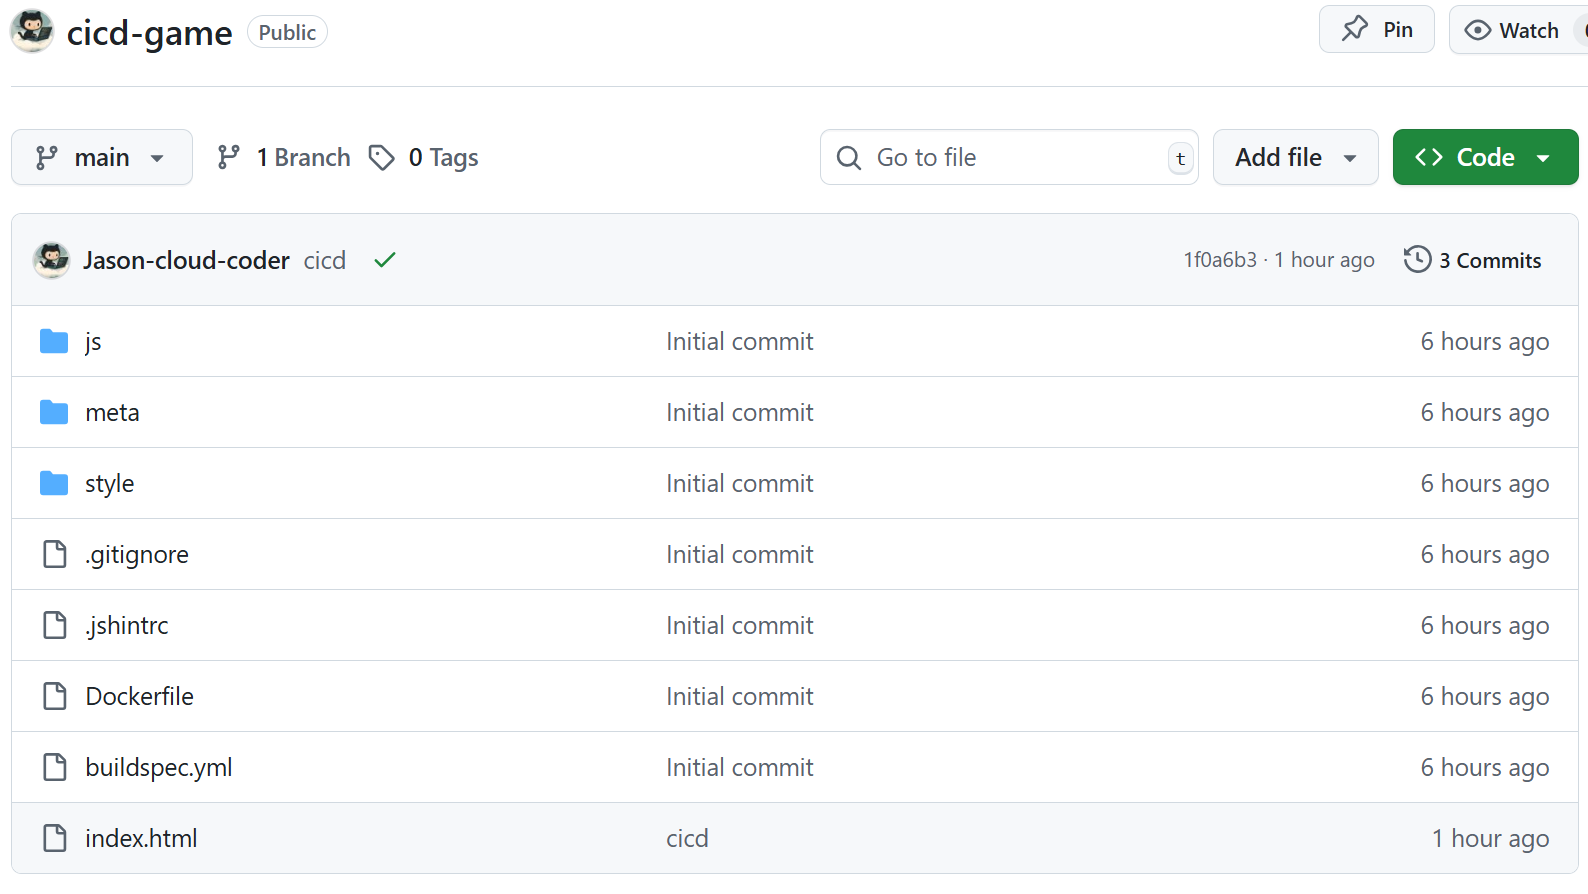 cicd-game Public Pin Watch
main 1 Branch 0 Tags Go to file t Add file Code
Jason-cloud-coder cicd 1f0a6b3 · 1 hour ago 3 Commits
js Initial commit 6 hours ago
meta Initial commit 6 hours ago
style Initial commit 6 hours ago
.gitignore Initial commit 6 hours ago
.jshintrc Initial commit 6 hours ago
Dockerfile Initial commit 6 hours ago
buildspec.yml Initial commit 6 hours ago
index.html cicd 1 hour ago